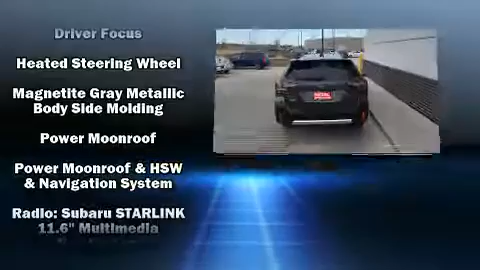 Driver Focus
Heated Steering Wheel
Magnetite Gray Metallic
Body Side Molding
Power Moonroof
Power Moonroof & HSW
& Navigation System
Radio: Subaru STARLINK
11.6" Multimedia